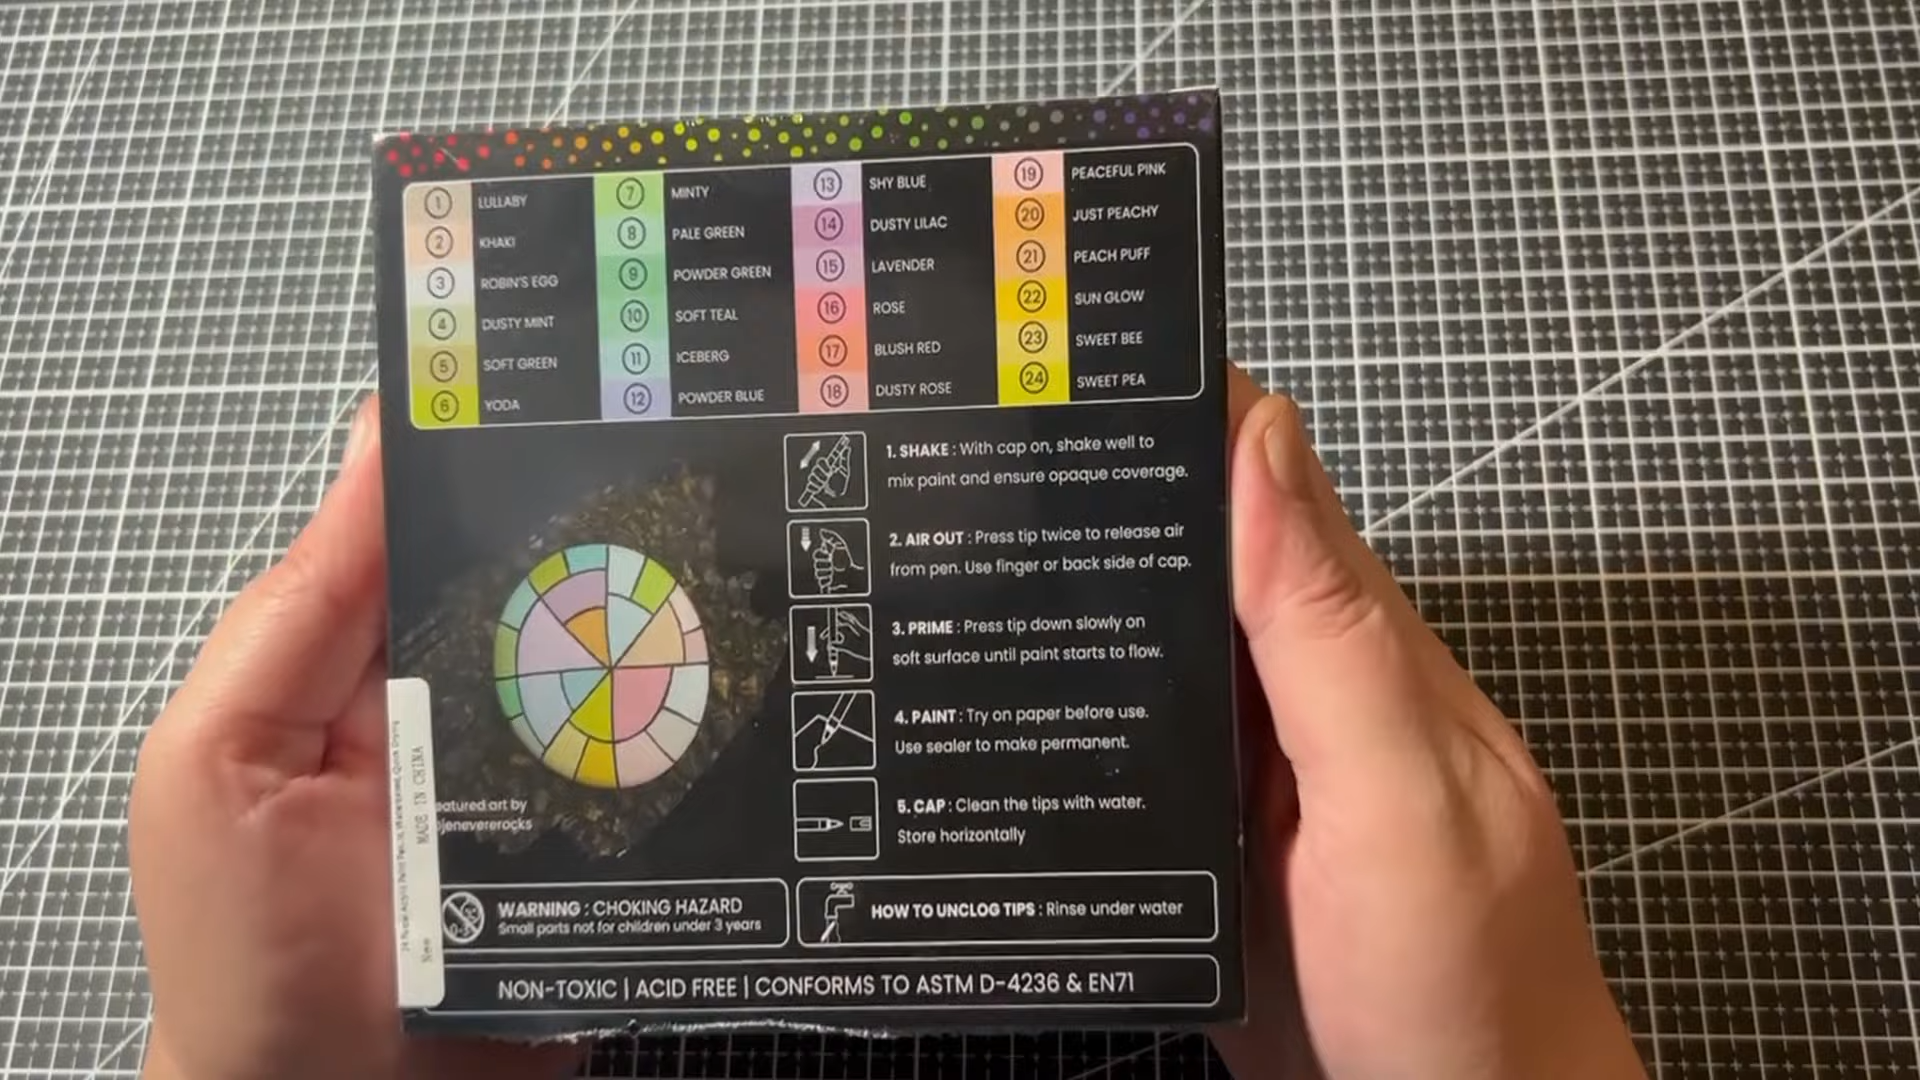 1 LULLABY
2 KHAKI
3 ROBIN'S EGG
4 DUSTY MINT
5 SOFT GREEN
6 YODA
7 MINTY
8 PALE GREEN
9 POWDER GREEN
10 SOFT TEAL
11 ICEBERG
12 POWDER BLUE
13 SHY BLUE
14 DUSTY LILAC
15 LAVENDER
16 ROSE
17 BLUSH RED
18 DUSTY ROSE
19 PEACEFUL PINK
20 JUST PEACHY
21 PEACH PUFF
22 SUN GLOW
23 SWEET BEE
24 SWEET PEA
1. SHAKE : With cap on, shake well to
mix paint and ensure opaque coverage.
2. AIR OUT : Press tip twice to release air
from pen. Use finger or back side of cap.
3. PRIME : Press tip down slowly on
soft surface until paint starts to flow.
4. PAINT : Try on paper before use.
Use sealer to make permanent.
5. CAP : Clean the tips with water.
Store horizontally
eatured art by
jenevererocks
MADE IN CHINA
New
WARNING : CHOKING HAZARD
Small parts not for children under 3 years
HOW TO UNCLOG TIPS : Rinse under water
NON-TOXIC | ACID FREE | CONFORMS TO ASTM D-4236 & EN71